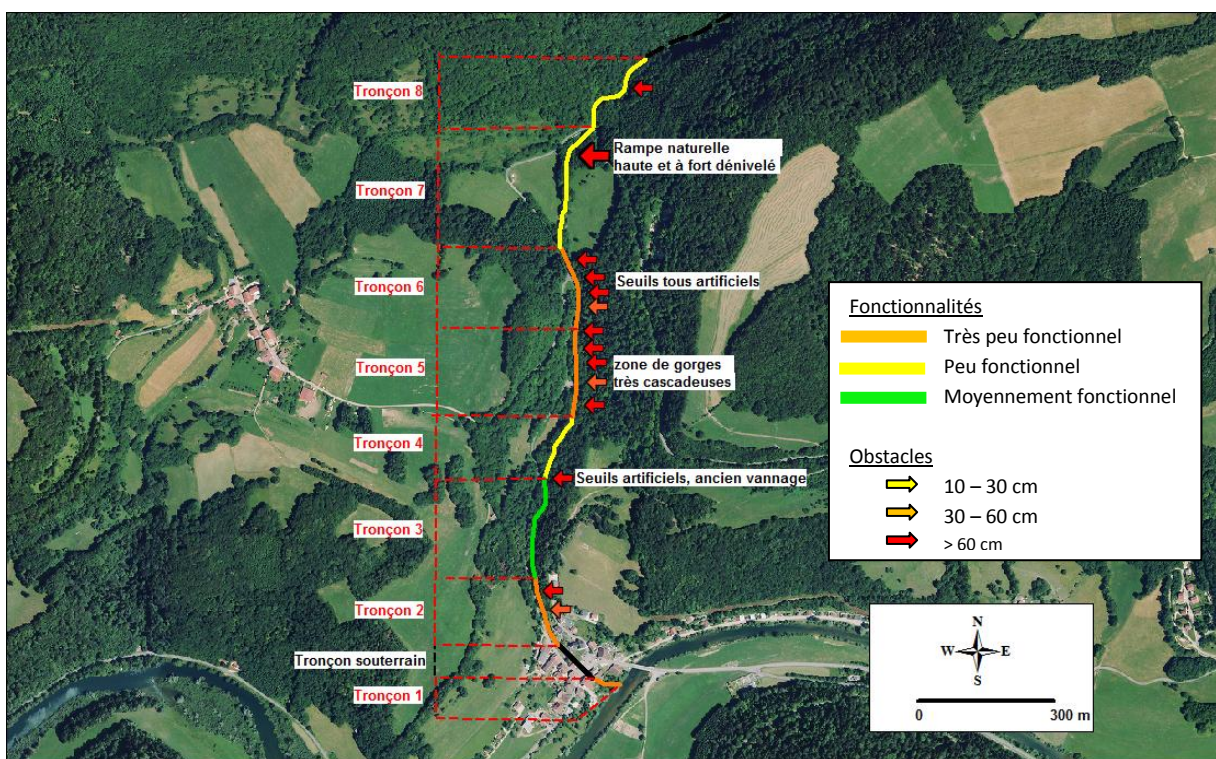 Tronçon 8
Rampe naturelle
haute et à fort dénivelé
Tronçon 7
Seuils tous artificiels
Tronçon 6
Fonctionnalités
Très peu fonctionnel
Peu fonctionnel
Moyennement fonctionnel
Obstacles
10 – 30 cm
30 – 60 cm
> 60 cm
zone de gorges
très cascadeuses
Tronçon 5
Tronçon 4
Seuils artificiels, ancien vannage
Tronçon 3
Tronçon 2
Tronçon souterrain
Tronçon 1
N
W E
S
0 300 m